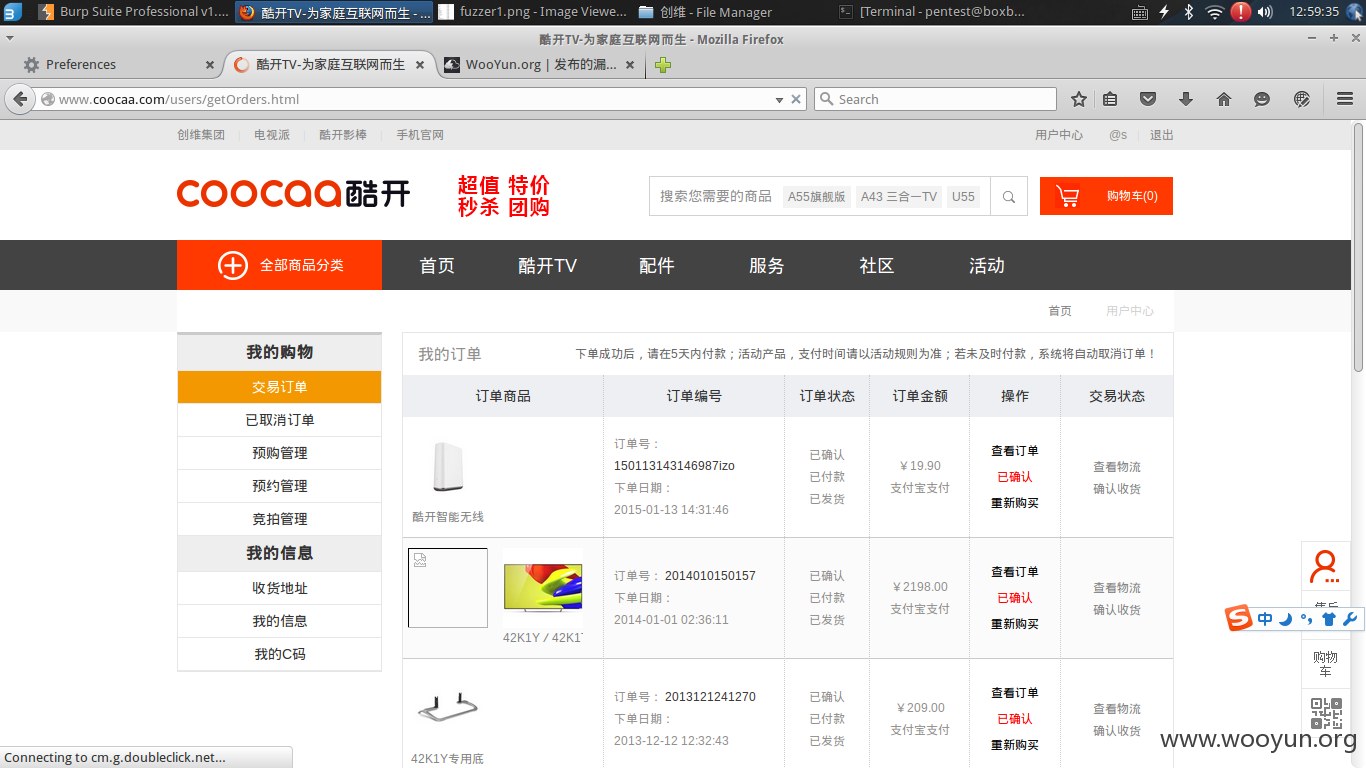 Burp Suite Professional v1....
酷开TV-为家庭互联网而生 - ...
fuzzer1.png - Image Viewe...
创维 - File Manager
[Terminal - pentest@boxb...
12:59:35
酷开TV-为家庭互联网而生 - Mozilla Firefox
Preferences
酷开TV-为家庭互联网而生
WooYun.org | 发布的漏...
www.coocaa.com/users/getOrders.html
Search
创维集团
电视派
酷开影棒
手机官网
用户中心
@s
退出
coocaa酷开
超值 特价
秒杀 团购
搜索您需要的商品
A55旗舰版
A43 三合一TV
U55
购物车(0)
全部商品分类
首页
酷开TV
配件
服务
社区
活动
首页
用户中心
我的购物
交易订单
已取消订单
预购管理
预约管理
竞拍管理
我的信息
收货地址
我的信息
我的C码
我的订单
下单成功后，请在5天内付款；活动产品，支付时间请以活动规则为准；若未及时付款，系统将自动取消订单！
订单商品
订单编号
订单状态
订单金额
操作
交易状态
酷开智能无线
订单号：
150113143146987izo
下单日期：
2015-01-13 14:31:46
已确认
已付款
已发货
￥19.90
支付宝支付
查看订单
已确认
重新购买
查看物流
确认收货
42K1Y / 42K1
订单号： 2014010150157
下单日期：
2014-01-01 02:36:11
已确认
已付款
已发货
￥2198.00
支付宝支付
查看订单
已确认
重新购买
查看物流
确认收货
42K1Y专用底
订单号： 2013121241270
下单日期：
2013-12-12 12:32:43
已确认
已付款
已发货
￥209.00
支付宝支付
查看订单
已确认
重新购买
查看物流
确认收货
中
购物
车
www.wooyun.org
Connecting to cm.g.doubleclick.net...